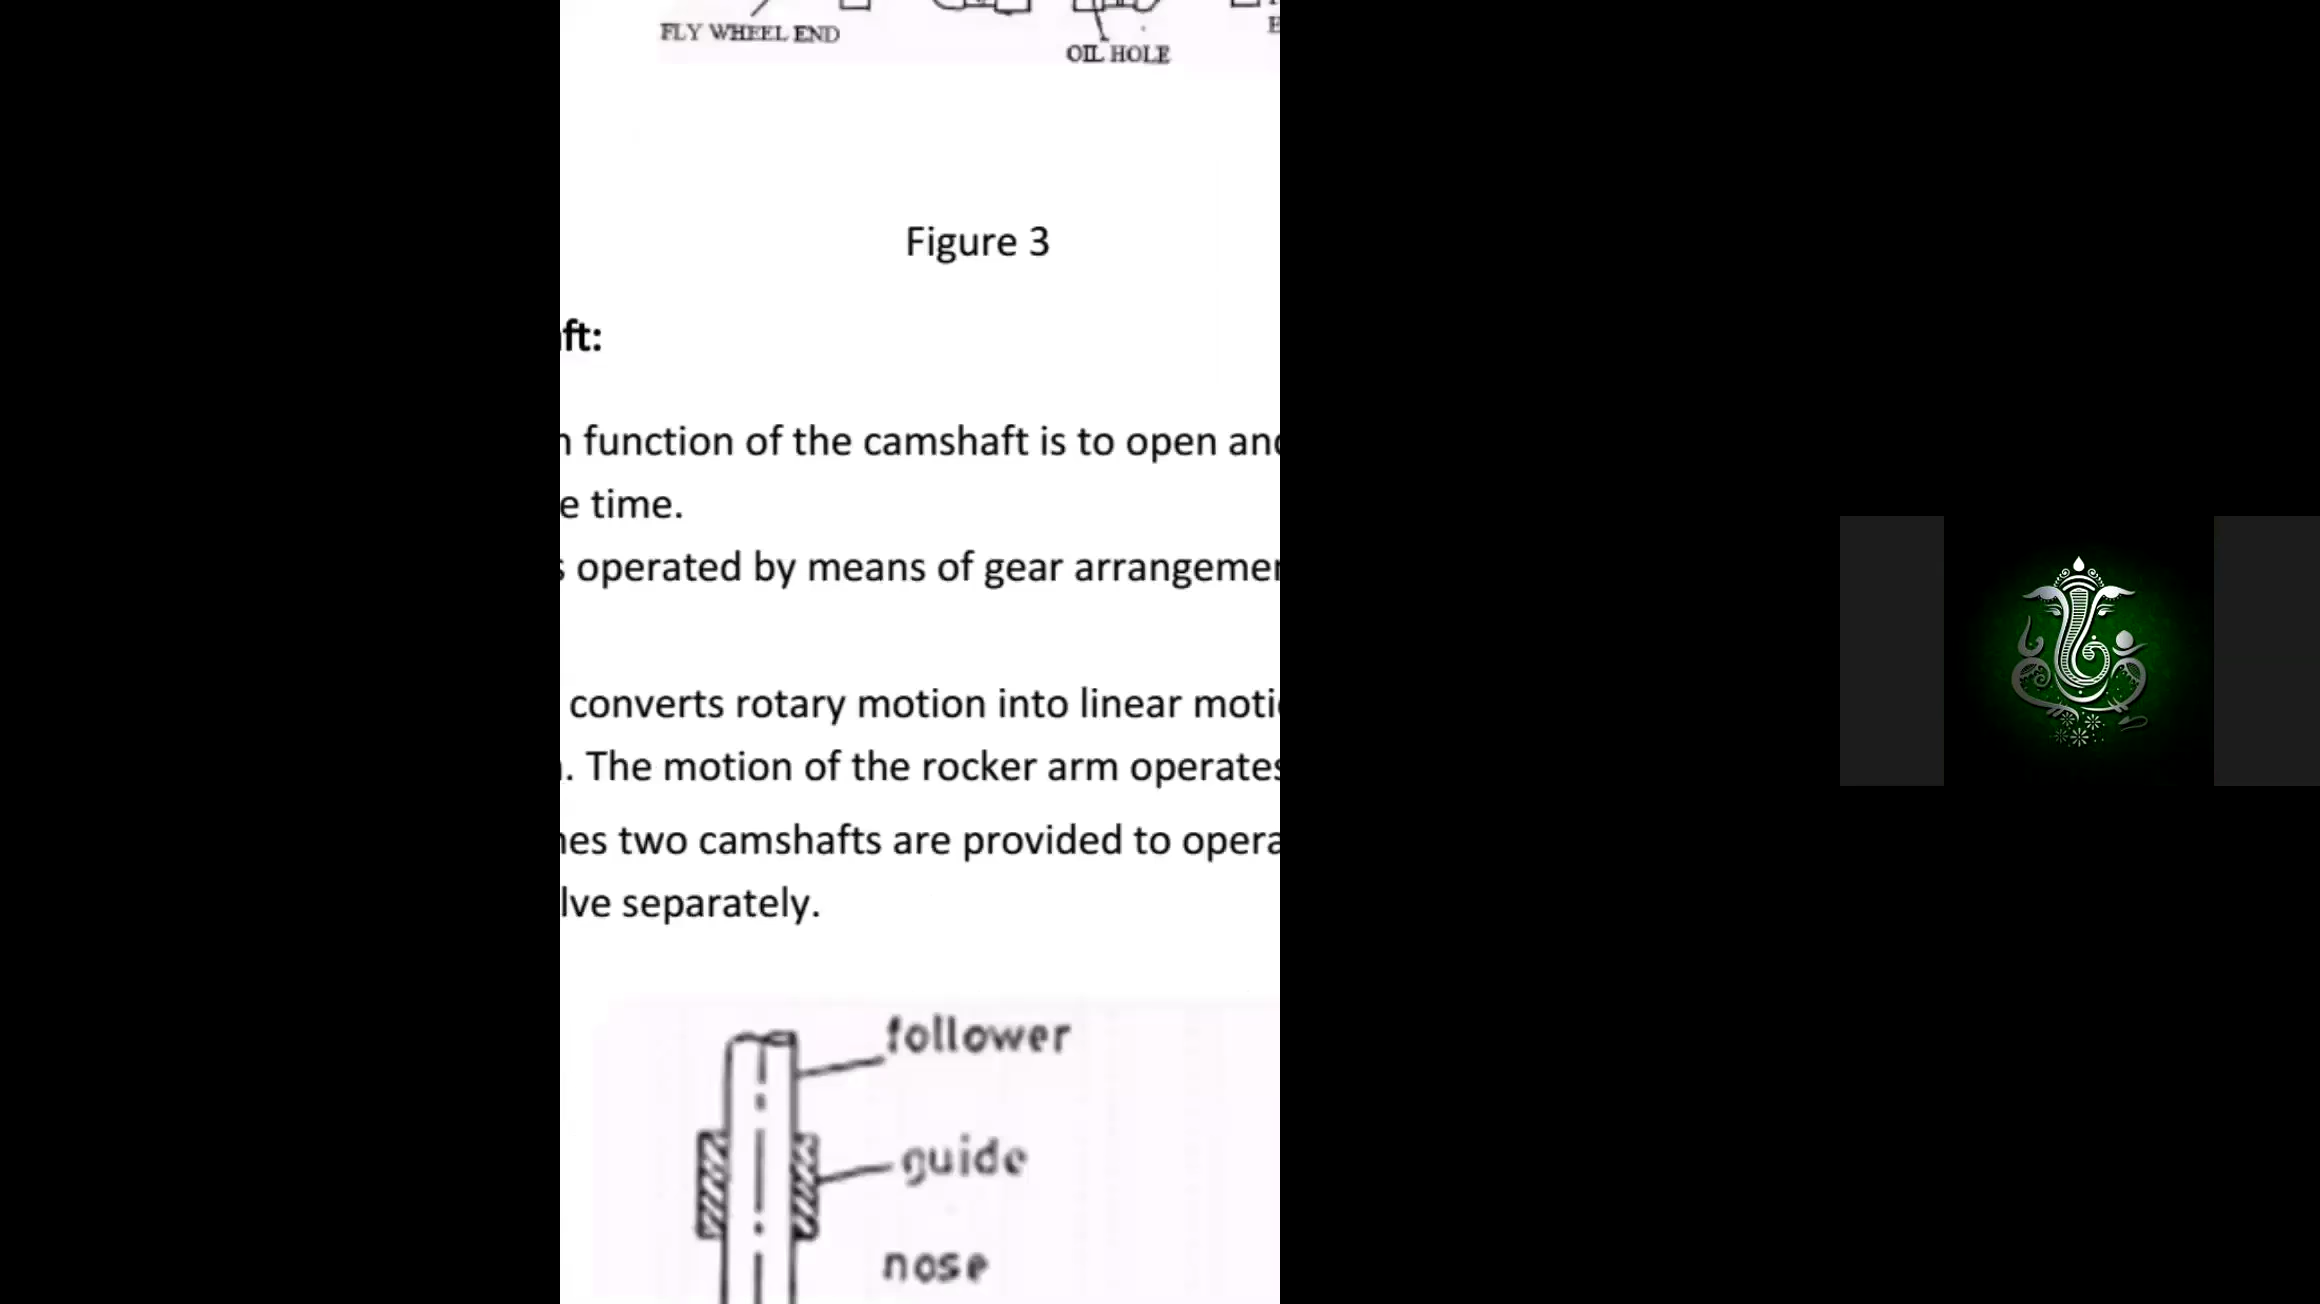 FLY WHEEL END
OIL HOLE
Figure 3
ft:
function of the camshaft is to open and
e time.
operated by means of gear arrangemen
converts rotary motion into linear moti
. The motion of the rocker arm operates
nes two camshafts are provided to opera
lve separately.
follower
guide
nose